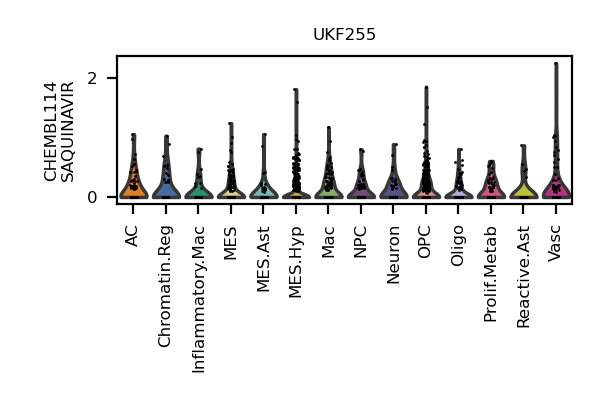 UKF255
CHEMBL114
SAQUINAVIR
2
0
AC
Chromatin.Reg
Inflammatory.Mac
MES
MES.Ast
MES.Hyp
Mac
NPC
Neuron
OPC
Oligo
Prolif.Metab
Reactive.Ast
Vasc